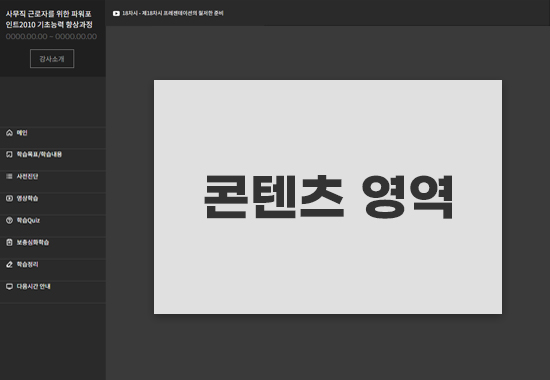 사무직 근로자를 위한 파워포
인트2010 기초능력 향상과정
0000.00.00 ~ 0000.00.00
강사소개
18차시 - 제18차시 프레젠테이션의 철저한 준비
메인
학습목표/학습내용
사전진단
영상학습
학습Quiz
보충심화학습
학습정리
다음시간 안내
콘텐츠 영역